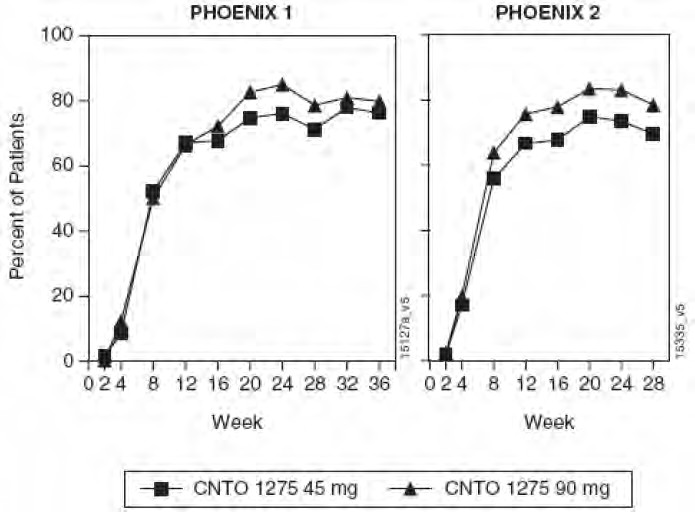 PHOENIX 1
PHOENIX 2
Percent of Patients
100
80
60
40
20
0
0 2 4 8 12 16 20 24 28 32 36
Week
15127a_v5
0 2 4 8 12 16 20 24 28
Week
15335_v5
CNTO 1275 45 mg CNTO 1275 90 mg